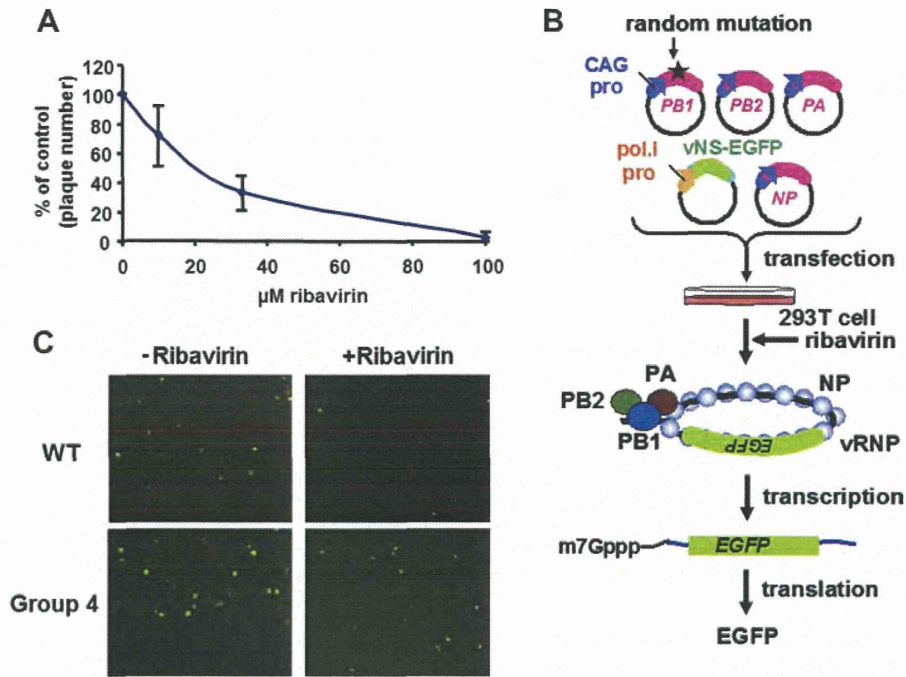 A
120
100
80
60
40
20
0
% of control
(plaque number)
0 20 40 60 80 100
µM ribavirin
B
random mutation
CAG
pro
PB1 PB2 PA
vNS-EGFP
pol.I
pro
NP
transfection
293T cell
ribavirin
PA
NP
PB2
PB1
EGFP
vRNP
transcription
m7Gppp
EGFP
translation
EGFP
C
-Ribavirin +Ribavirin
WT
Group 4